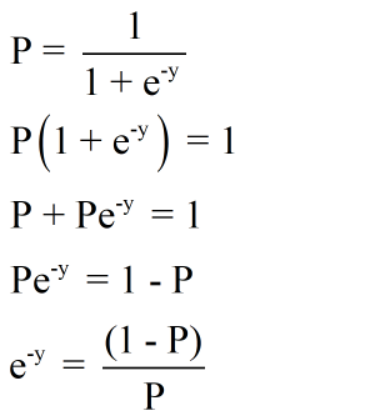 P = 1 / (1 + e^-y)
P(1 + e^-y) = 1
P + Pe^-y = 1
Pe^-y = 1 - P
e^-y = (1 - P) / P